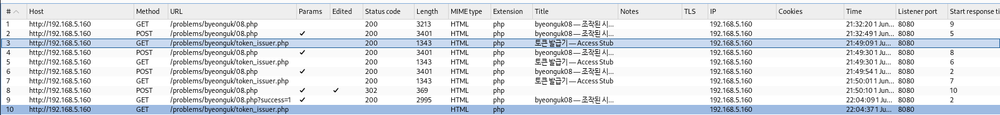 # Host Method URL Params Edited Status code Length MIME type Extension Title Notes TLS IP Cookies Time Listener port Start response ti
1 http://192.168.5.160 GET /problems/byeonguk/08.php 200 3213 HTML php byeonguk08 — 조작된 시... 192.168.5.160 21:32:20 1 Jun... 8080 9
2 http://192.168.5.160 POST /problems/byeonguk/08.php ✓ 200 3401 HTML php byeonguk08 — 조작된 시... 192.168.5.160 21:32:49 1 Jun... 8080 5
3 http://192.168.5.160 GET /problems/byeonguk/token_issuer.php 200 1343 HTML php 토큰 발급기 — Access Stub 192.168.5.160 21:49:09 1 Ju... 8080
4 http://192.168.5.160 POST /problems/byeonguk/08.php ✓ 200 3401 HTML php byeonguk08 — 조작된 시... 192.168.5.160 21:49:30 1 Ju... 8080 8
5 http://192.168.5.160 GET /problems/byeonguk/token_issuer.php 200 1343 HTML php 토큰 발급기 — Access Stub 192.168.5.160 21:49:30 1 Ju... 8080 6
6 http://192.168.5.160 POST /problems/byeonguk/08.php ✓ 200 3401 HTML php byeonguk08 — 조작된 시... 192.168.5.160 21:49:54 1 Ju... 8080 2
7 http://192.168.5.160 GET /problems/byeonguk/token_issuer.php 200 1343 HTML php 토큰 발급기 — Access Stub 192.168.5.160 21:50:01 1 Jun... 8080 7
8 http://192.168.5.160 POST /problems/byeonguk/08.php ✓ ✓ 302 369 HTML php 192.168.5.160 21:50:10 1 Jun... 8080 10
9 http://192.168.5.160 GET /problems/byeonguk/08.php?success=1 ✓ 200 2995 HTML php byeonguk08 — 조작된 시... 192.168.5.160 22:04:09 1 Ju... 8080 2
10 http://192.168.5.160 GET /problems/byeonguk/token_issuer.php HTML php 192.168.5.160 22:04:37 1 Ju... 8080